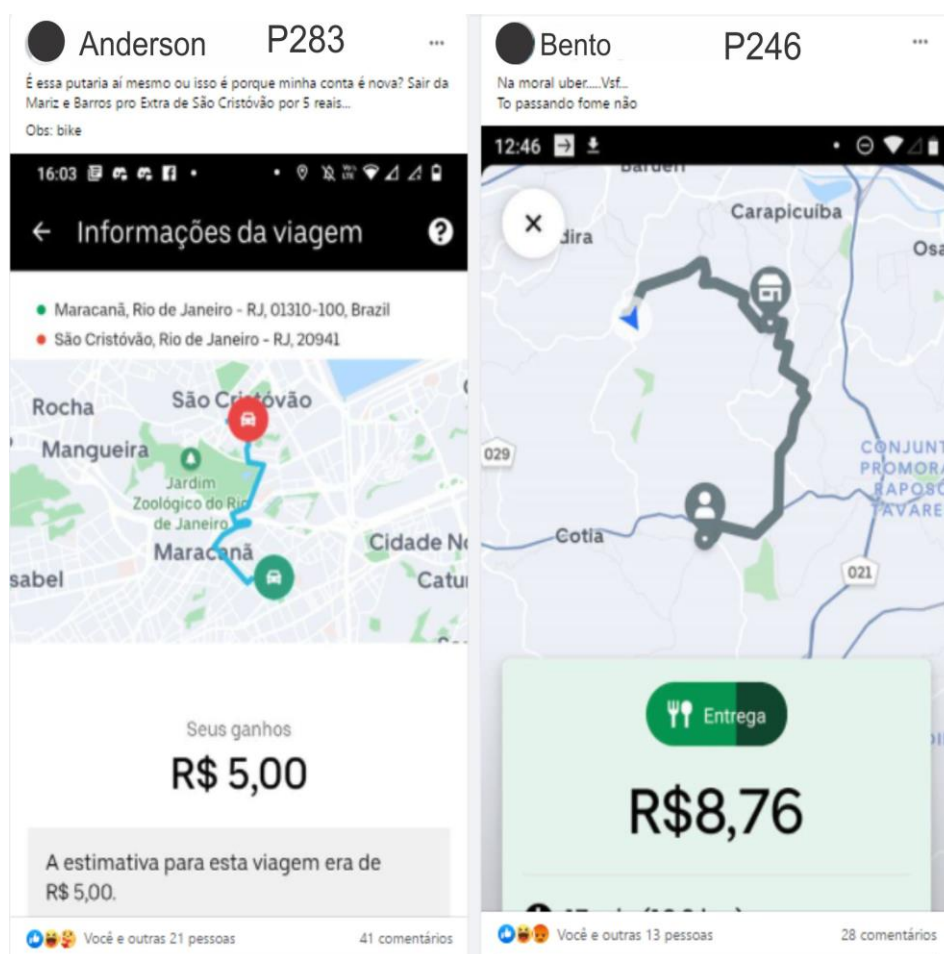 Anderson P283
É essa putaria aí mesmo ou isso é porque minha conta é nova? Sair da
Mariz e Barros pro Extra de São Cristóvão por 5 reais...
Obs: bike
16:03
Informações da viagem
Maracanã, Rio de Janeiro - RJ, 01310-100, Brazil
São Cristóvão, Rio de Janeiro - RJ, 20941
Rocha
São Cristóvão
Mangueira
Jardim
Zoológico do Rio
de Janeiro
Maracanã
Cidade No
sabel
Catu
Seus ganhos
R$ 5,00
A estimativa para esta viagem era de
R$ 5,00.
Você e outras 21 pessoas
41 comentários
Bento P246
Na moral uber.....Vsf...
To passando fome não
12:46
Barueri
Carapicuíba
dira
Osa
029
CONJUNT
PROMORA
RAPOSO
TAVARE
Cotia
021
Entrega
R$8,76
Você e outras 13 pessoas
28 comentários